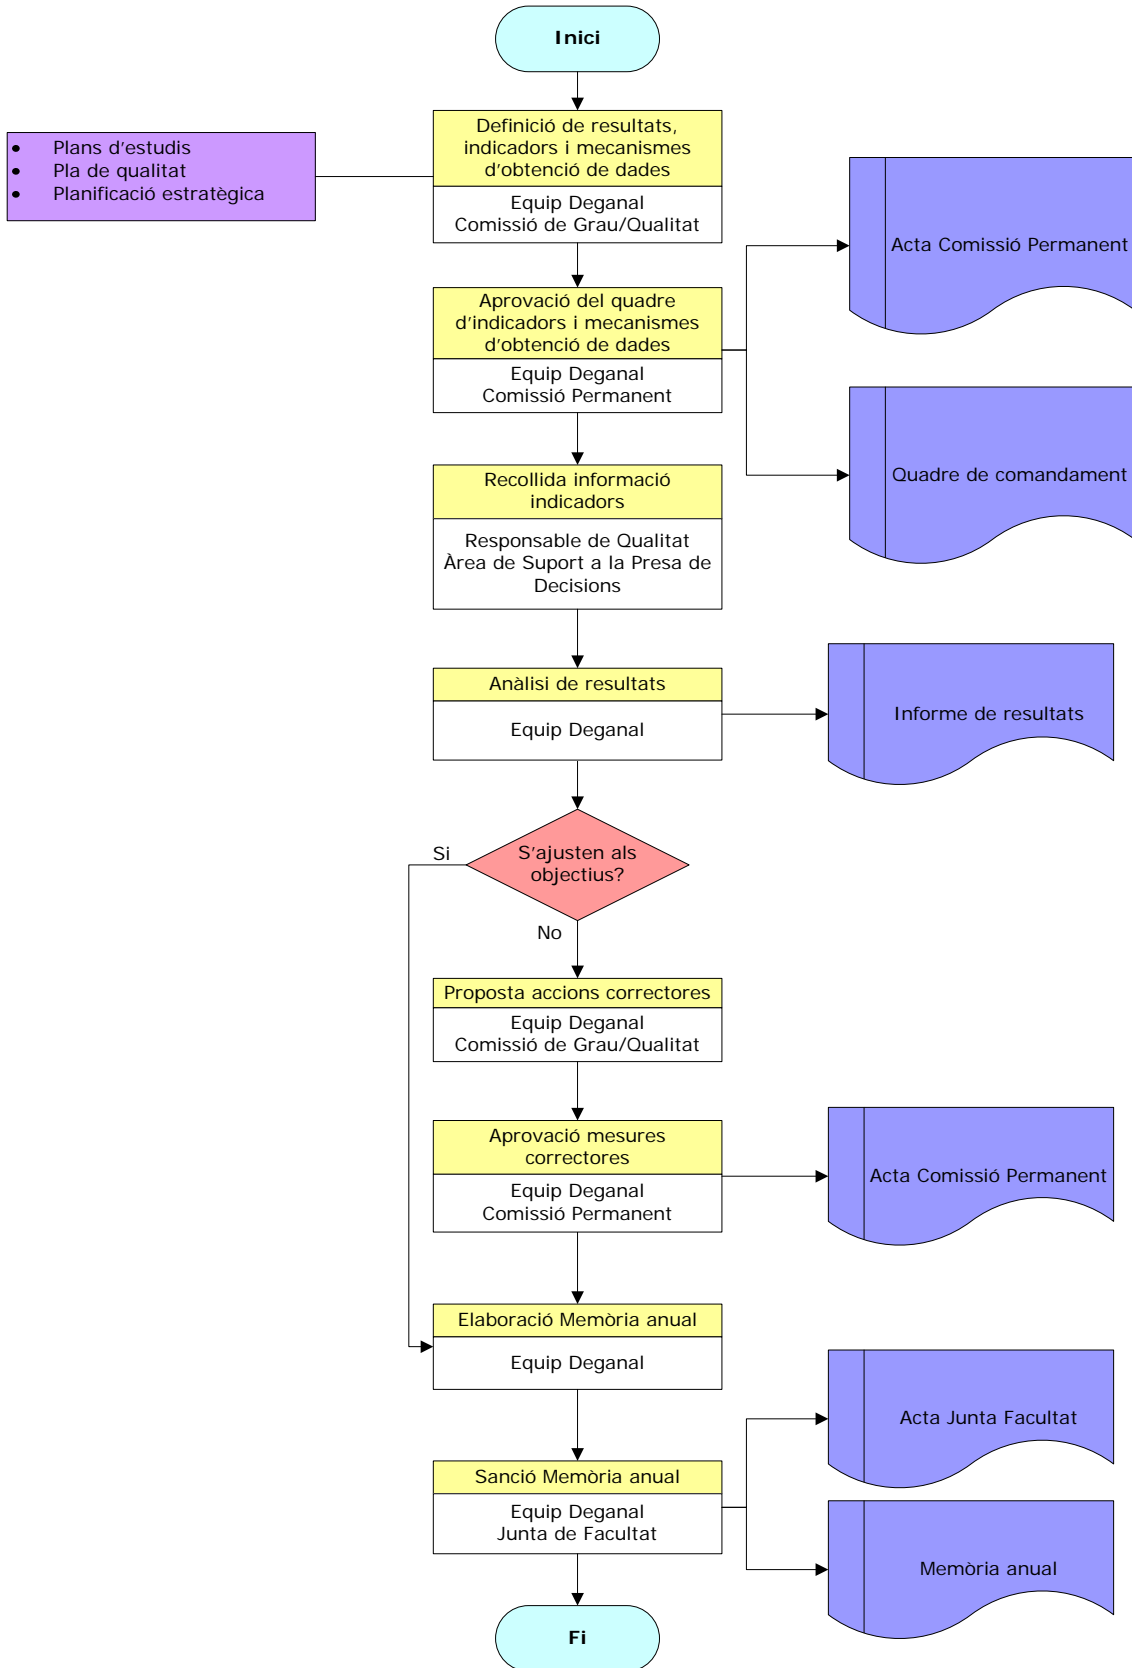 Inici
Definició de resultats,
indicadors i mecanismes
d'obtenció de dades
Equip Deganal
Comissió de Grau/Qualitat
• Plans d'estudis
• Pla de qualitat
• Planificació estratègica
Aprovació del quadre
d'indicadors i mecanismes
d'obtenció de dades
Equip Deganal
Comissió Permanent
Acta Comissió Permanent
Quadre de comandament
Recollida informació
indicadors
Responsable de Qualitat
Àrea de Suport a la Presa de
Decisions
Anàlisi de resultats
Equip Deganal
Informe de resultats
S'ajusten als
objectius?
Si
No
Proposta accions correctores
Equip Deganal
Comissió de Grau/Qualitat
Aprovació mesures
correctores
Equip Deganal
Comissió Permanent
Acta Comissió Permanent
Elaboració Memòria anual
Equip Deganal
Sanció Memòria anual
Equip Deganal
Junta de Facultat
Acta Junta Facultat
Memòria anual
Fi